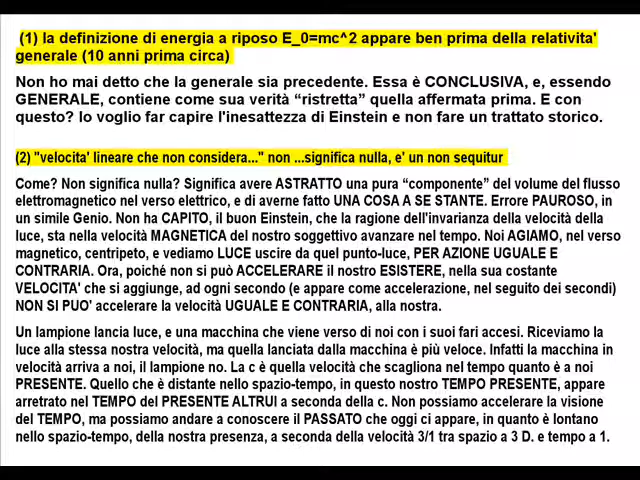 (1) la definizione di energia a riposo E_0=mc^2 appare ben prima della relativita'
generale (10 anni prima circa)
Non ho mai detto che la generale sia precedente. Essa è CONCLUSIVA, e, essendo
GENERALE, contiene come sua verità “ristretta” quella affermata prima. E con
questo? Io voglio far capire l'inesattezza di Einstein e non fare un trattato storico.
(2) "velocita' lineare che non considera..." non ...significa nulla, e' un non sequitur
Come? Non significa nulla? Significa avere ASTRATTO una pura “componente” del volume del flusso
elettromagnetico nel verso elettrico, e di averne fatto UNA COSA A SE STANTE. Errore PAUROSO, in
un simile Genio. Non ha CAPITO, il buon Einstein, che la ragione dell'invarianza della velocità della
luce, sta nella velocità MAGNETICA del nostro soggettivo avanzare nel tempo. Noi AGIAMO, nel verso
magnetico, centripeto, e vediamo LUCE uscire da quel punto-luce, PER AZIONE UGUALE E
CONTRARIA. Ora, poiché non si può ACCELERARE il nostro ESISTERE, nella sua costante
VELOCITA' che si aggiunge, ad ogni secondo (e appare come accelerazione, nel seguito dei secondi)
NON SI PUO' accelerare la velocità UGUALE E CONTRARIA, alla nostra.
Un lampione lancia luce, e una macchina che viene verso di noi con i suoi fari accesi. Riceviamo la
luce alla stessa nostra velocità, ma quella lanciata dalla macchina è più veloce. Infatti la macchina in
velocità arriva a noi, il lampione no. La c è quella velocità che scagliona nel tempo quanto è a noi
PRESENTE. Quello che è distante nello spazio-tempo, in questo nostro TEMPO PRESENTE, appare
arretrato nel TEMPO del PRESENTE ALTRUI a seconda della c. Non possiamo accelerare la visione
del TEMPO, ma possiamo andare a conoscere il PASSATO che oggi ci appare, in quanto è lontano
nello spazio-tempo, della nostra presenza, a seconda della velocità 3/1 tra spazio a 3 D. e tempo a 1.